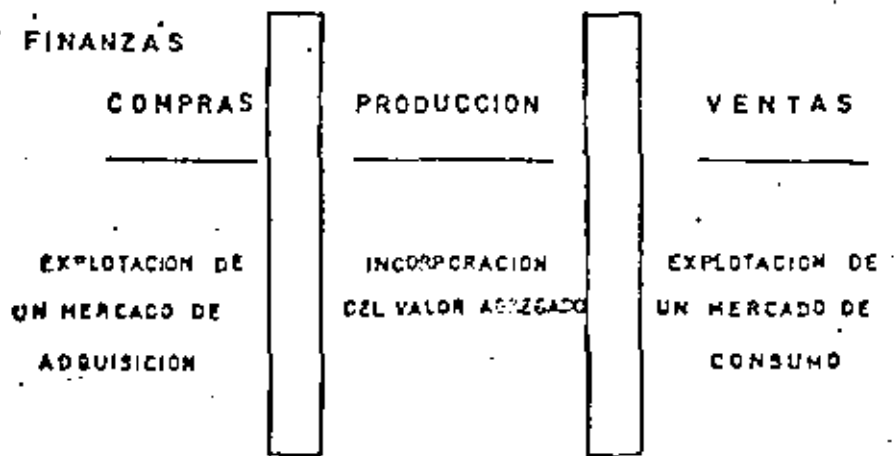 FINANZAS
COMPRAS
PRODUCCION
VENTAS
EXPLOTACION DE
UN MERCADO DE
ADQUISICION
INCORPORACION
DEL VALOR AGREGADO
EXPLOTACION DE
UN MERCADO DE
CONSUMO